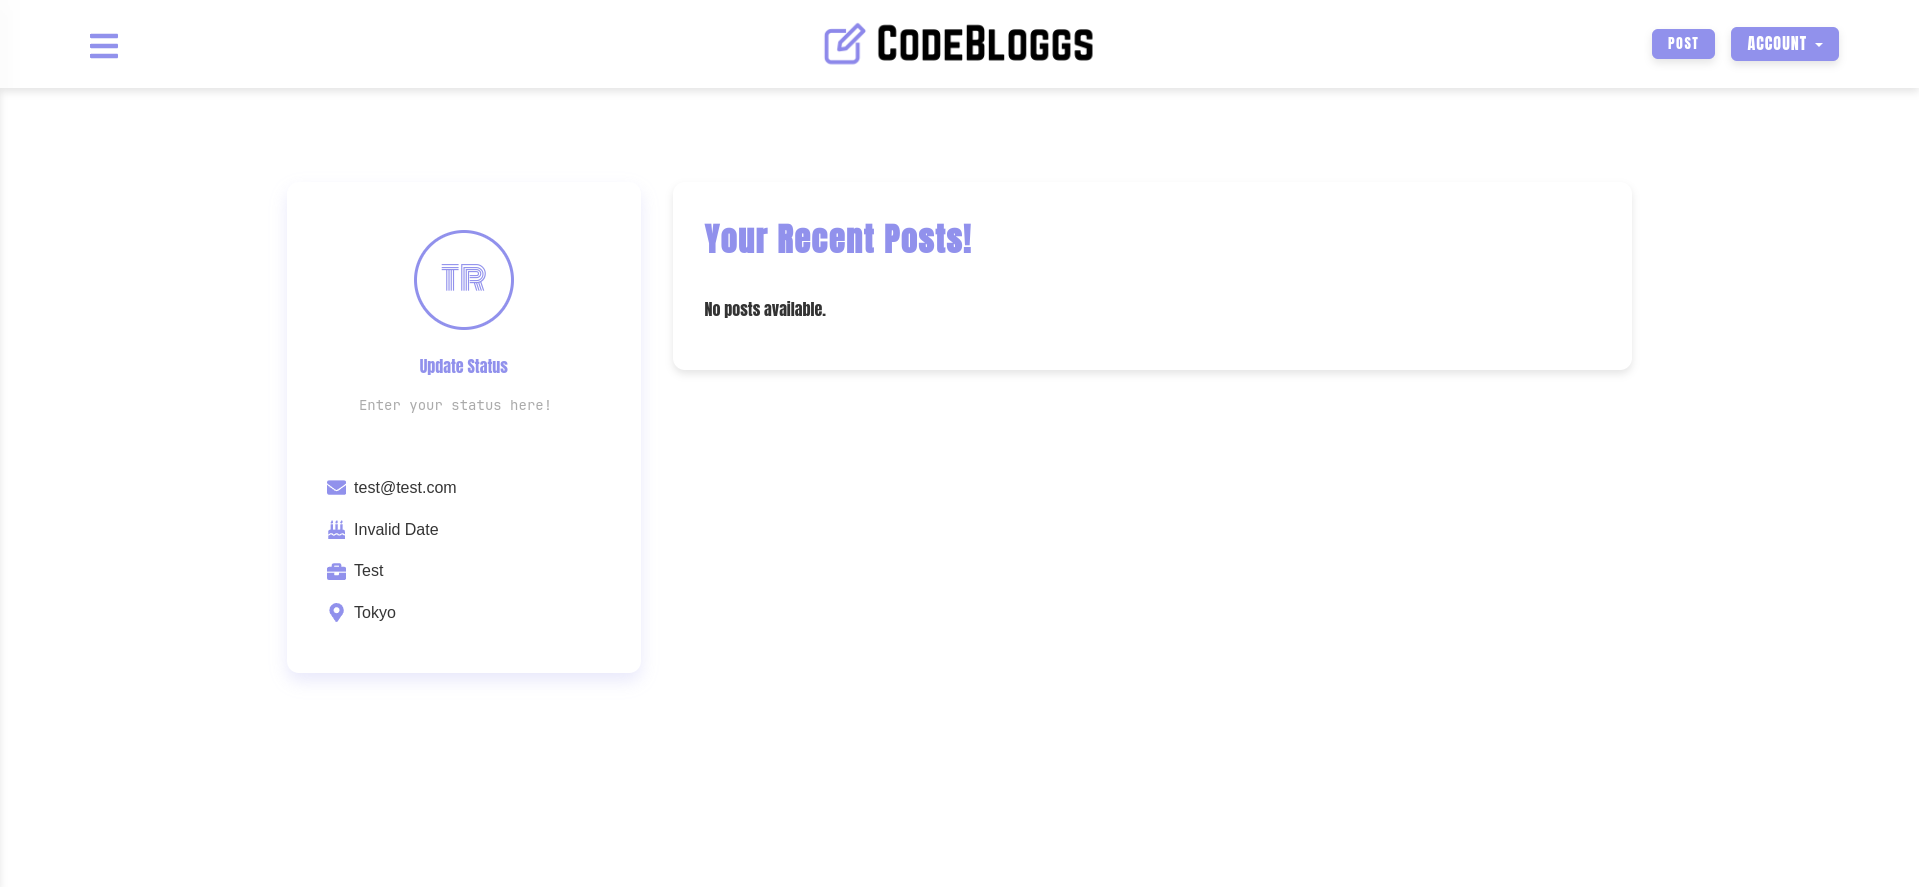 CodeBloggs
POST
ACCOUNT
TR
Update Status
Enter your status here!
test@test.com
Invalid Date
Test
Tokyo
Your Recent Posts!
No posts available.